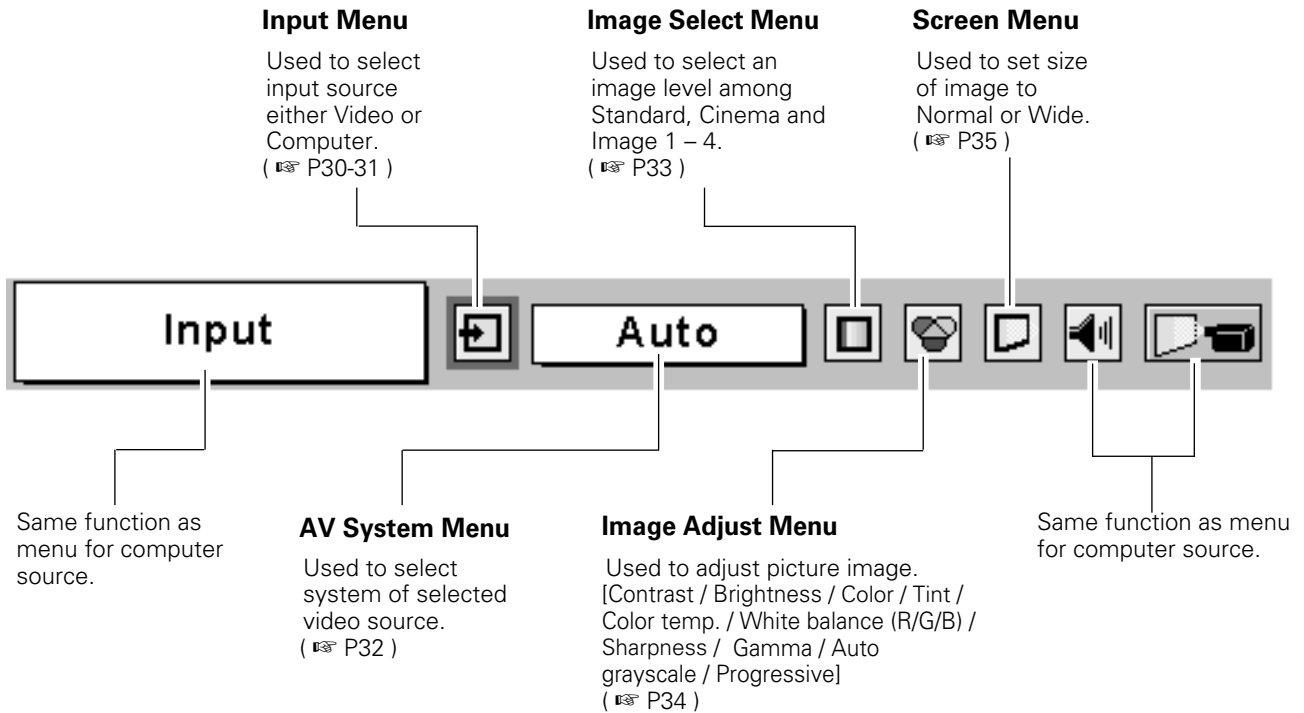 Input Menu
Used to select
input source
either Video or
Computer.
( ☞ P30-31 )
Image Select Menu
Used to select an
image level among
Standard, Cinema and
Image 1 – 4.
( ☞ P33 )
Screen Menu
Used to set size
of image to
Normal or Wide.
( ☞ P35 )
Input
Auto
Same function as
menu for computer
source.
AV System Menu
Used to select
system of selected
video source.
( ☞ P32 )
Image Adjust Menu
Used to adjust picture image.
[Contrast / Brightness / Color / Tint /
Color temp. / White balance (R/G/B) /
Sharpness / Gamma / Auto
grayscale / Progressive]
( ☞ P34 )
Same function as menu
for computer source.